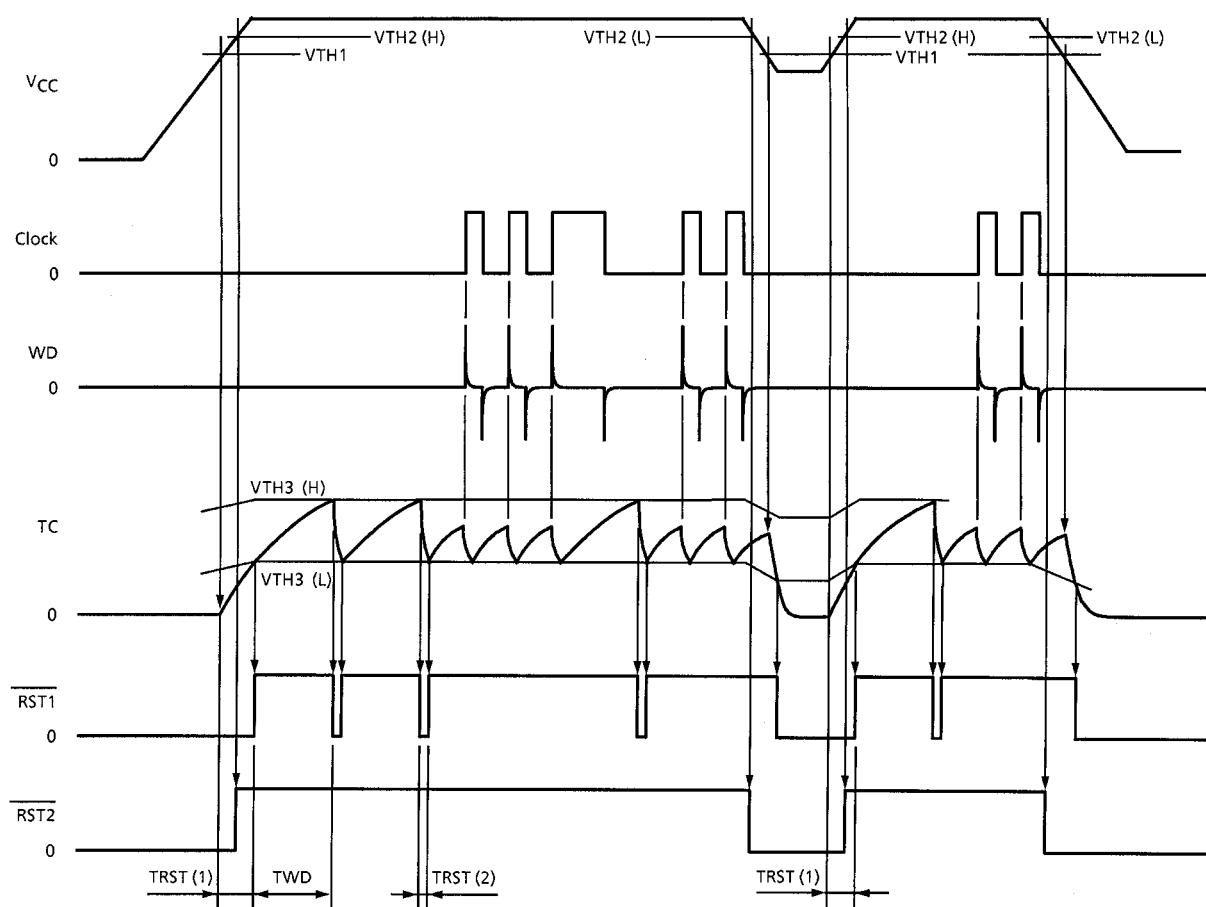 VTH2 (H)
VTH2 (L)
VTH2 (H)
VTH2 (L)
VTH1
VTH1
VCC
0
Clock
0
WD
0
VTH3 (H)
TC
VTH3 (L)
0
RST1
0
RST2
0
TRST (1)
TWD
TRST (2)
TRST (1)